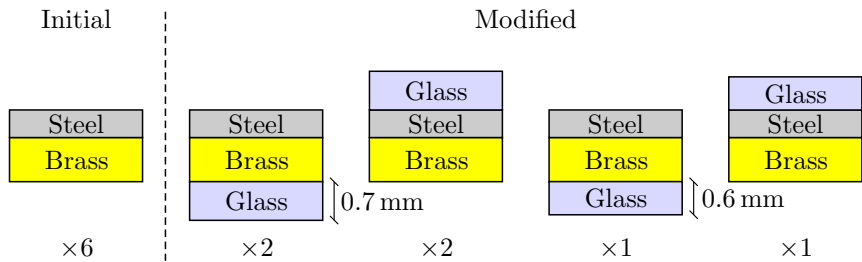 Initial
Modified
Steel
Brass
×6
Steel
Brass
Glass
0.7 mm
×2
Glass
Steel
Brass
×2
Steel
Brass
Glass
0.6 mm
×1
Glass
Steel
Brass
×1